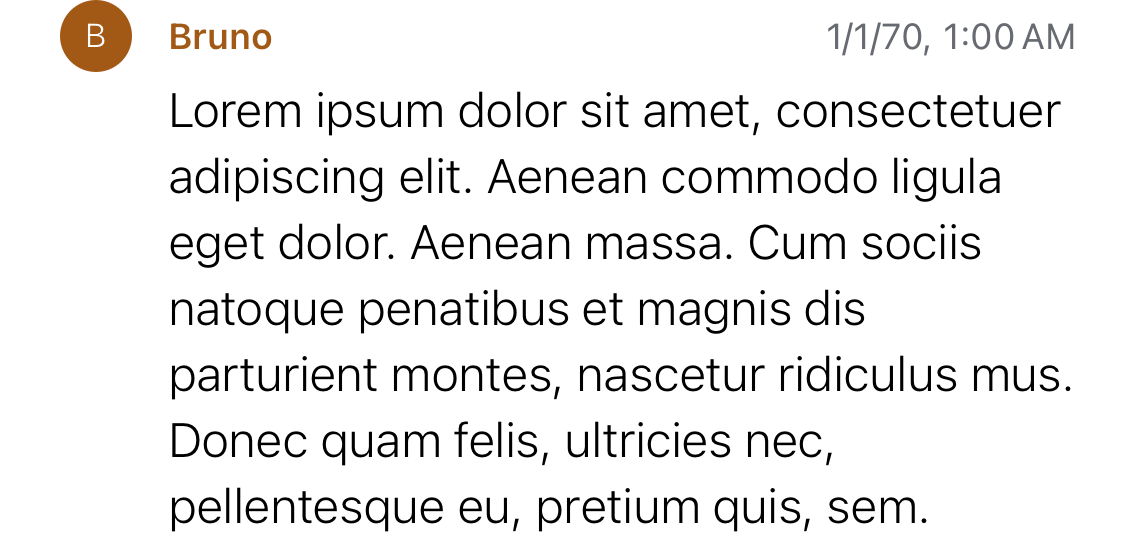 B
Bruno
1/1/70, 1:00 AM
Lorem ipsum dolor sit amet, consectetuer
adipiscing elit. Aenean commodo ligula
eget dolor. Aenean massa. Cum sociis
natoque penatibus et magnis dis
parturient montes, nascetur ridiculus mus.
Donec quam felis, ultricies nec,
pellentesque eu, pretium quis, sem.